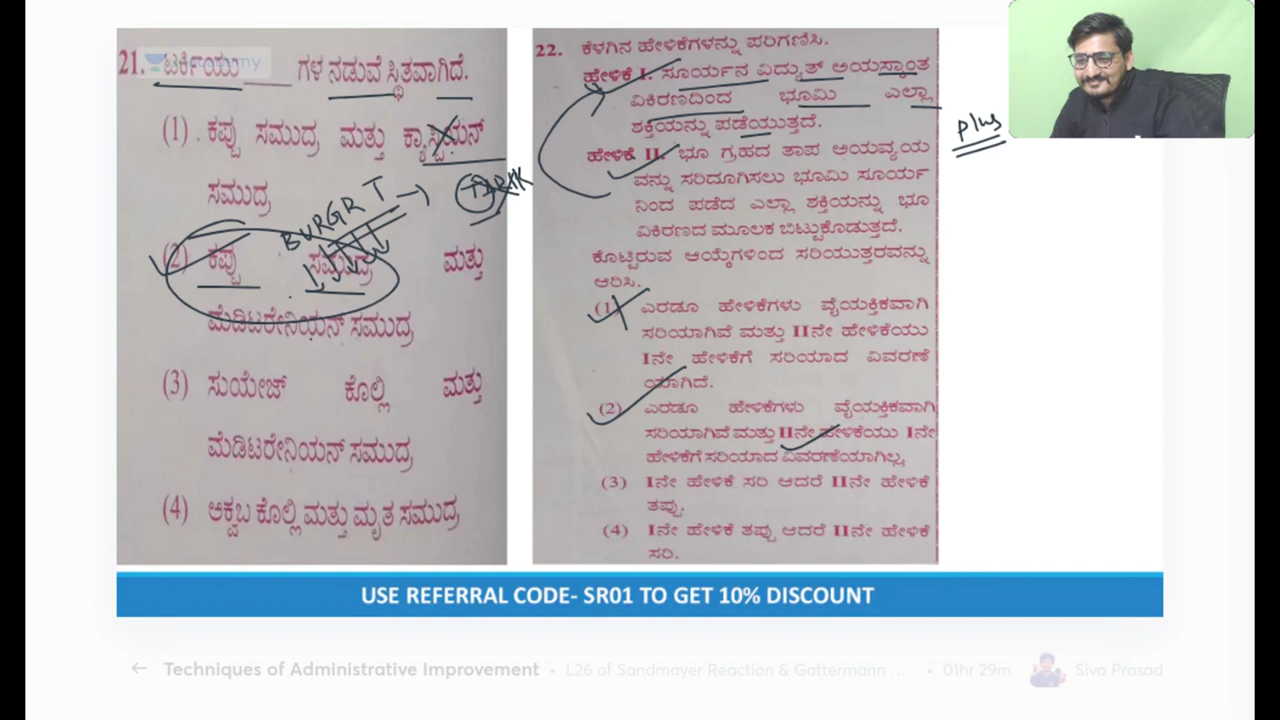 21. ಟರ್ಕಿಯು ____ ಗಳ ನಡುವೆ ಸ್ಥಿತವಾಗಿದೆ.
(1) ಕಪ್ಪು ಸಮುದ್ರ ಮತ್ತು ಕ್ಯಾಸ್ಪಿಯನ್
ಸಮುದ್ರ
(2) ಕಪ್ಪು ಸಮುದ್ರ ಮತ್ತು
ಮೆಡಿಟರೇನಿಯನ್ ಸಮುದ್ರ
(3) ಸುಯೇಜ್ ಕೊಲ್ಲಿ ಮತ್ತು
ಮೆಡಿಟರೇನಿಯನ್ ಸಮುದ್ರ
(4) ಅಕ್ವಬ ಕೊಲ್ಲಿ ಮತ್ತು ಮೃತ ಸಮುದ್ರ
BURGR T
22. ಕೆಳಗಿನ ಹೇಳಿಕೆಗಳನ್ನು ಪರಿಗಣಿಸಿ.
ಹೇಳಿಕೆ I. ಸೂರ್ಯನ ವಿದ್ಯುತ್ ಅಯಸ್ಕಾಂತ
ವಿಕಿರಣದಿಂದ ಭೂಮಿ ಎಲ್ಲಾ
ಶಕ್ತಿಯನ್ನು ಪಡೆಯುತ್ತದೆ.
ಹೇಳಿಕೆ II. ಭೂ ಗ್ರಹದ ತಾಪ ಆಯವ್ಯಯ
ವನ್ನು ಸರಿದೂಗಿಸಲು ಭೂಮಿ ಸೂರ್ಯ
ನಿಂದ ಪಡೆದ ಎಲ್ಲಾ ಶಕ್ತಿಯನ್ನು ಭೂ
ವಿಕಿರಣದ ಮೂಲಕ ಬಿಟ್ಟುಕೊಡುತ್ತದೆ.
ಕೊಟ್ಟಿರುವ ಆಯ್ಕೆಗಳಿಂದ ಸರಿಯುತ್ತರವನ್ನು
ಆರಿಸಿ.
(1) ಎರಡೂ ಹೇಳಿಕೆಗಳು ವೈಯಕ್ತಿಕವಾಗಿ
ಸರಿಯಾಗಿವೆ ಮತ್ತು IIನೇ ಹೇಳಿಕೆಯು
Iನೇ ಹೇಳಿಕೆಗೆ ಸರಿಯಾದ ವಿವರಣೆ
ಯಾಗಿದೆ.
(2) ಎರಡೂ ಹೇಳಿಕೆಗಳು ವೈಯಕ್ತಿಕವಾಗಿ
ಸರಿಯಾಗಿವೆ ಮತ್ತು IIನೇ ಹೇಳಿಕೆಯು Iನೇ
ಹೇಳಿಕೆಗೆ ಸರಿಯಾದ ವಿವರಣೆಯಾಗಿಲ್ಲ.
(3) Iನೇ ಹೇಳಿಕೆ ಸರಿ ಆದರೆ IIನೇ ಹೇಳಿಕೆ
ತಪ್ಪು.
(4) Iನೇ ಹೇಳಿಕೆ ತಪ್ಪು ಆದರೆ IIನೇ ಹೇಳಿಕೆ
ಸರಿ.
plus
USE REFERRAL CODE- SR01 TO GET 10% DISCOUNT
← Techniques of Administrative Improvement • L26 of Sandmayer Reaction & Gattermann ... • 01hr 29m Siva Prasad